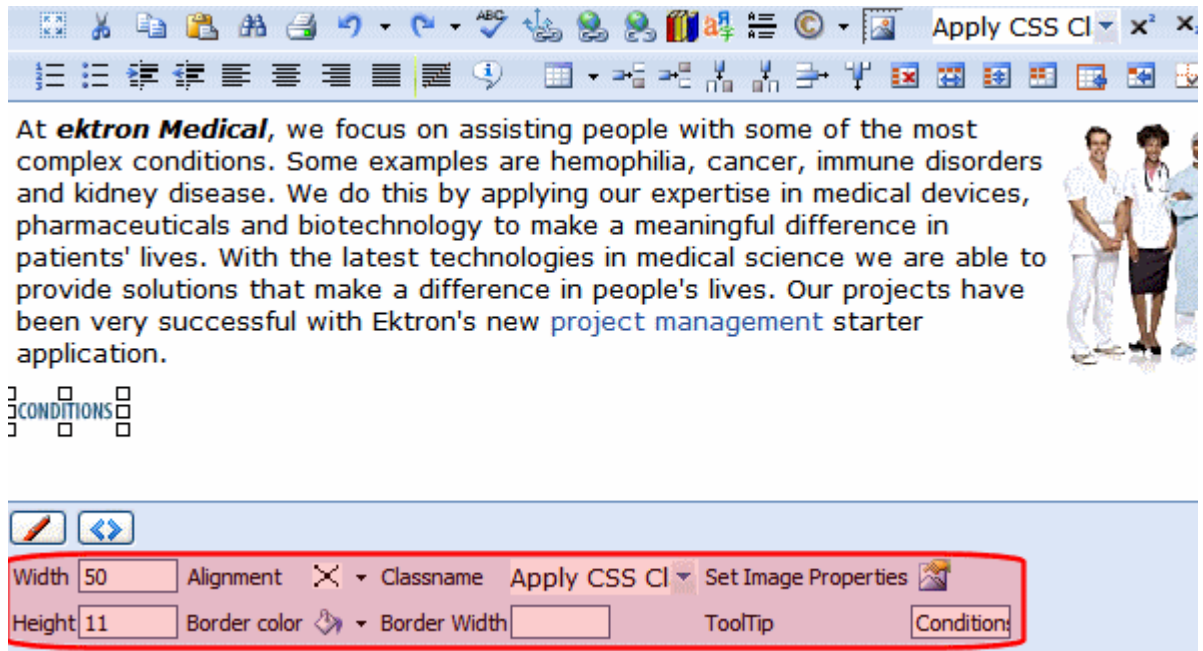 ABC Apply CSS Cl x² x₂
At ektron Medical, we focus on assisting people with some of the most
complex conditions. Some examples are hemophilia, cancer, immune disorders
and kidney disease. We do this by applying our expertise in medical devices,
pharmaceuticals and biotechnology to make a meaningful difference in
patients' lives. With the latest technologies in medical science we are able to
provide solutions that make a difference in people's lives. Our projects have
been very successful with Ektron's new project management starter
application.
CONDITIONS
Width 50 Alignment Classname Apply CSS Cl Set Image Properties
Height 11 Border color Border Width ToolTip Conditions